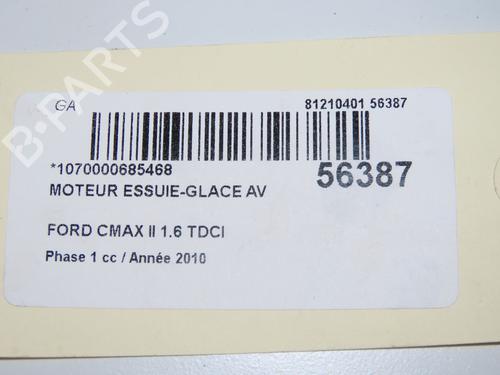 GA 81210401 56387
*1070000685468 56387
MOTEUR ESSUIE-GLACE AV
FORD CMAX II 1.6 TDCI
Phase 1 cc / Année 2010
B-PARTS